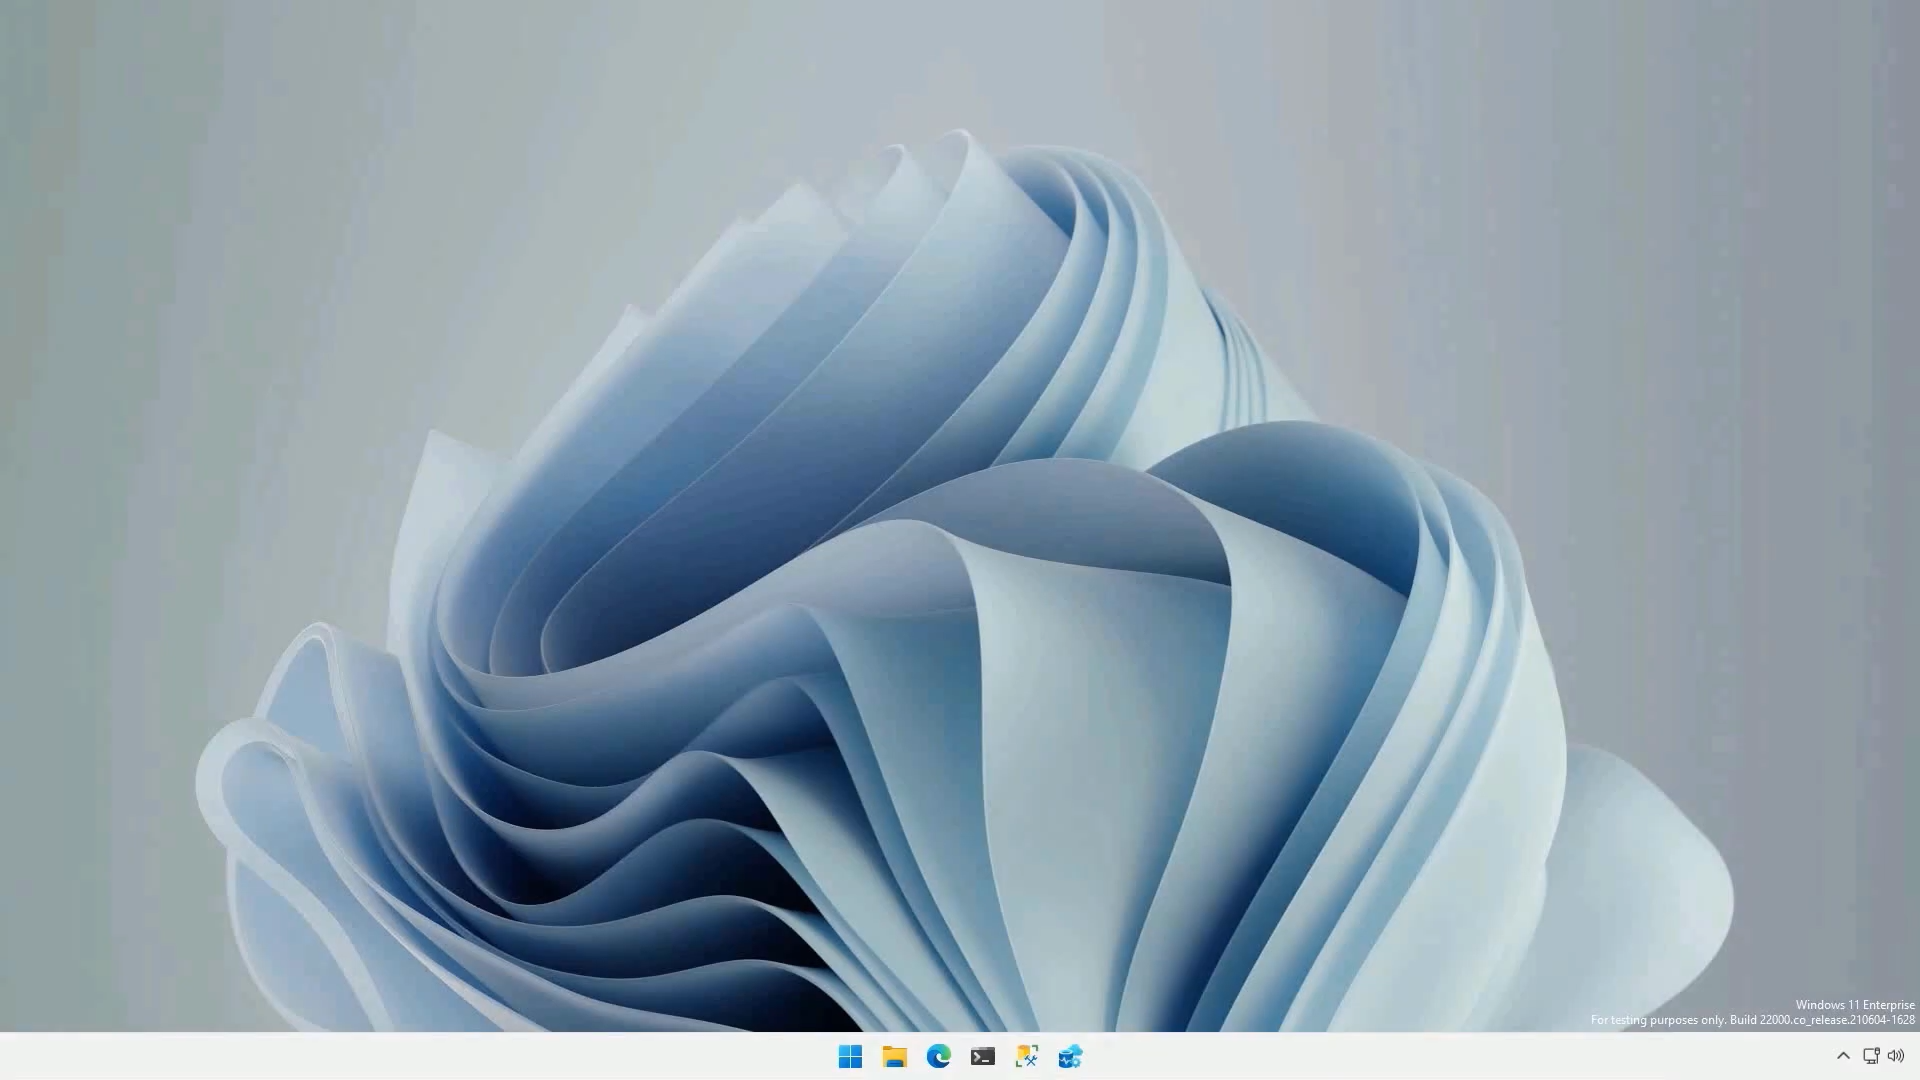 Windows 11 Enterprise
For testing purposes only. Build 22000.co_release.210604-1628